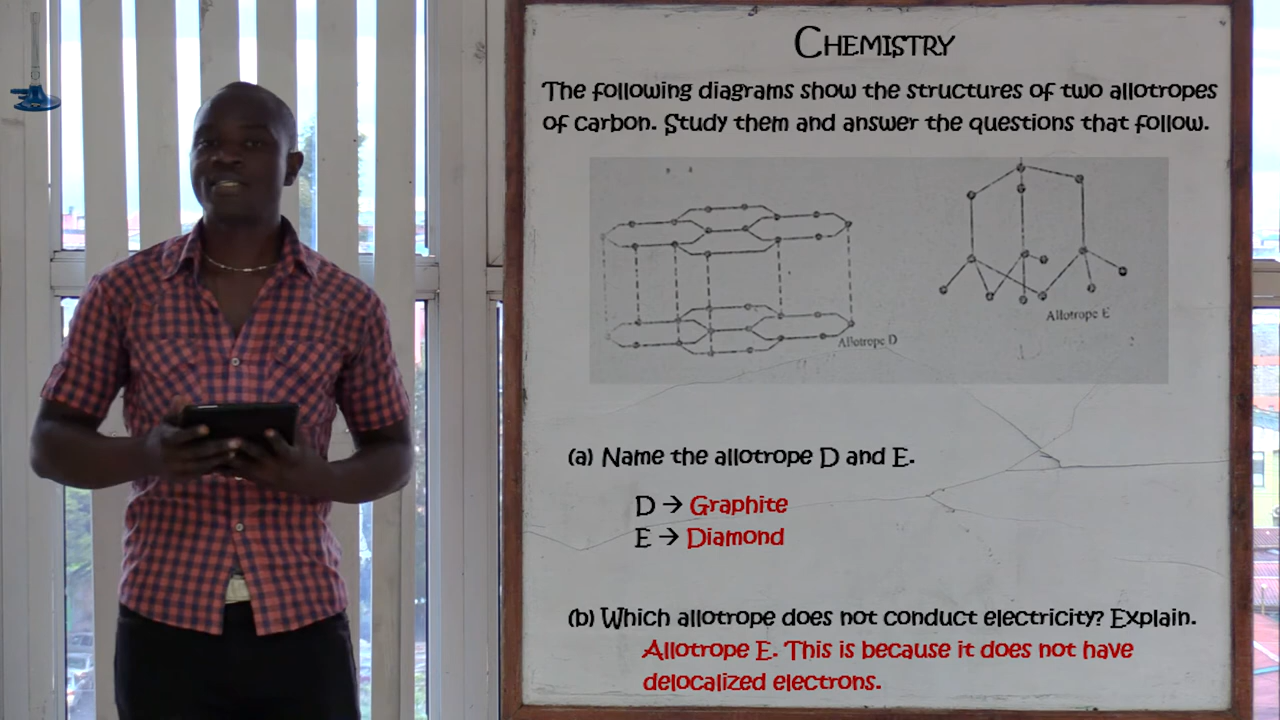 CHEMISTRY
The following diagrams show the structures of two allotropes
of carbon. Study them and answer the questions that follow.
Allotrope D
Allotrope E
(a) Name the allotrope D and E.
D → Graphite
E → Diamond
(b) Which allotrope does not conduct electricity? Explain.
Allotrope E. This is because it does not have
delocalized electrons.